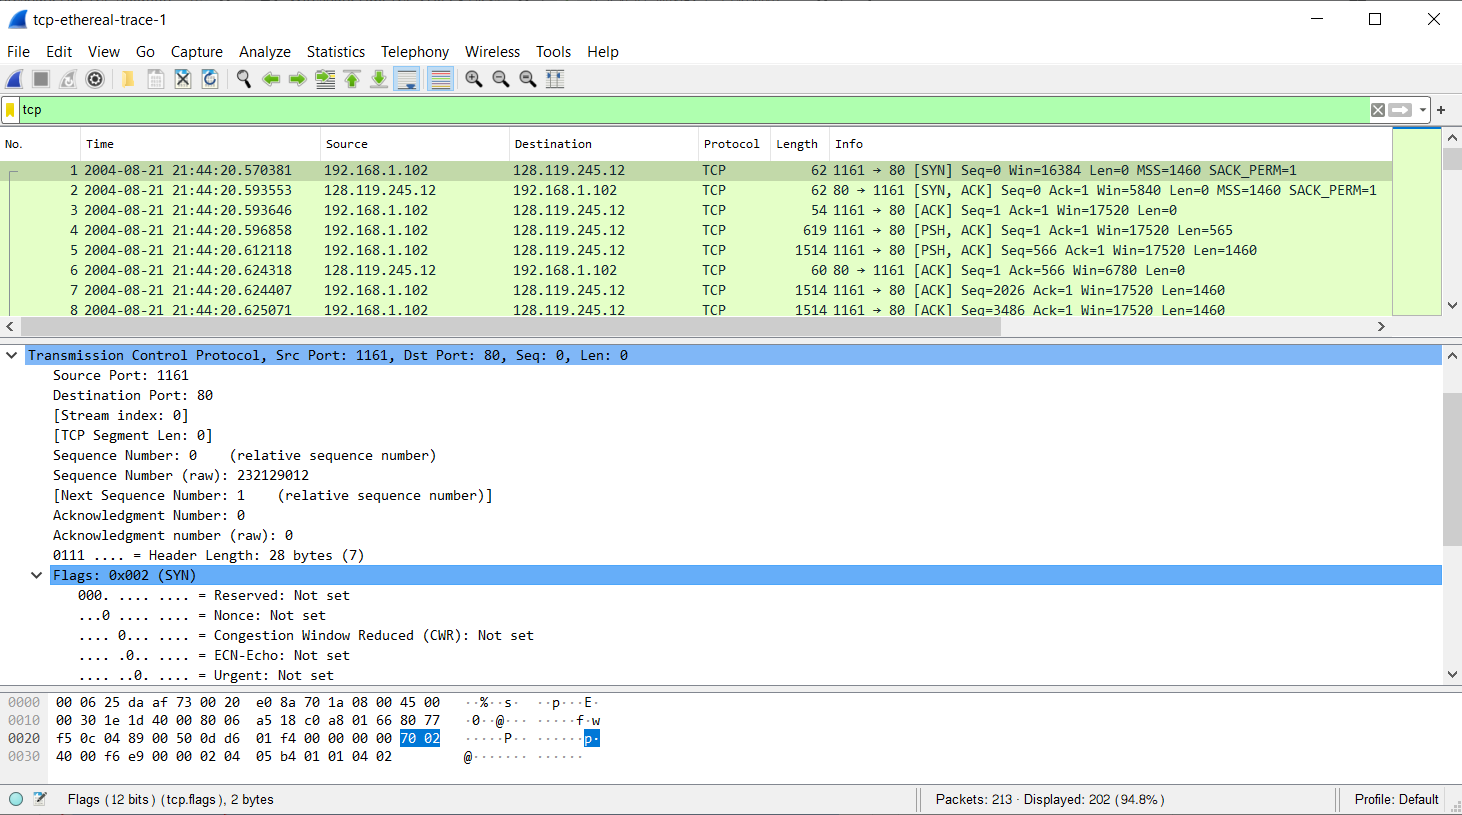 tcp-ethereal-trace-1
File Edit View Go Capture Analyze Statistics Telephony Wireless Tools Help
tcp
No. Time Source Destination Protocol Length Info
1 2004-08-21 21:44:20.570381 192.168.1.102 128.119.245.12 TCP 62 1161 → 80 [SYN] Seq=0 Win=16384 Len=0 MSS=1460 SACK_PERM=1
2 2004-08-21 21:44:20.593553 128.119.245.12 192.168.1.102 TCP 62 80 → 1161 [SYN, ACK] Seq=0 Ack=1 Win=5840 Len=0 MSS=1460 SACK_PERM=1
3 2004-08-21 21:44:20.593646 192.168.1.102 128.119.245.12 TCP 54 1161 → 80 [ACK] Seq=1 Ack=1 Win=17520 Len=0
4 2004-08-21 21:44:20.596858 192.168.1.102 128.119.245.12 TCP 619 1161 → 80 [PSH, ACK] Seq=1 Ack=1 Win=17520 Len=565
5 2004-08-21 21:44:20.612118 192.168.1.102 128.119.245.12 TCP 1514 1161 → 80 [PSH, ACK] Seq=566 Ack=1 Win=17520 Len=1460
6 2004-08-21 21:44:20.624318 128.119.245.12 192.168.1.102 TCP 60 80 → 1161 [ACK] Seq=1 Ack=566 Win=6780 Len=0
7 2004-08-21 21:44:20.624407 192.168.1.102 128.119.245.12 TCP 1514 1161 → 80 [ACK] Seq=2026 Ack=1 Win=17520 Len=1460
8 2004-08-21 21:44:20.625071 192.168.1.102 128.119.245.12 TCP 1514 1161 → 80 [ACK] Seq=3486 Ack=1 Win=17520 Len=1460
Transmission Control Protocol, Src Port: 1161, Dst Port: 80, Seq: 0, Len: 0
Source Port: 1161
Destination Port: 80
[Stream index: 0]
[TCP Segment Len: 0]
Sequence Number: 0 (relative sequence number)
Sequence Number (raw): 232129012
[Next Sequence Number: 1 (relative sequence number)]
Acknowledgment Number: 0
Acknowledgment number (raw): 0
0111 .... = Header Length: 28 bytes (7)
Flags: 0x002 (SYN)
000. .... .... = Reserved: Not set
...0 .... .... = Nonce: Not set
.... 0... .... = Congestion Window Reduced (CWR): Not set
.... .0.. .... = ECN-Echo: Not set
.... ..0. .... = Urgent: Not set
0000 00 06 25 da af 73 00 20 e0 8a 70 1a 08 00 45 00 ··%··s·  ··p···E·
0010 00 30 1e 1d 40 00 80 06 a5 18 c0 a8 01 66 80 77 ·0··@··· ·····f·w
0020 f5 0c 04 89 00 50 0d d6 01 f4 00 00 00 00 70 02 ·····P·· ······p·
0030 40 00 f6 e9 00 00 02 04 05 b4 01 01 04 02 @······· ······
Flags (12 bits) (tcp.flags), 2 bytes Packets: 213 · Displayed: 202 (94.8%) Profile: Default